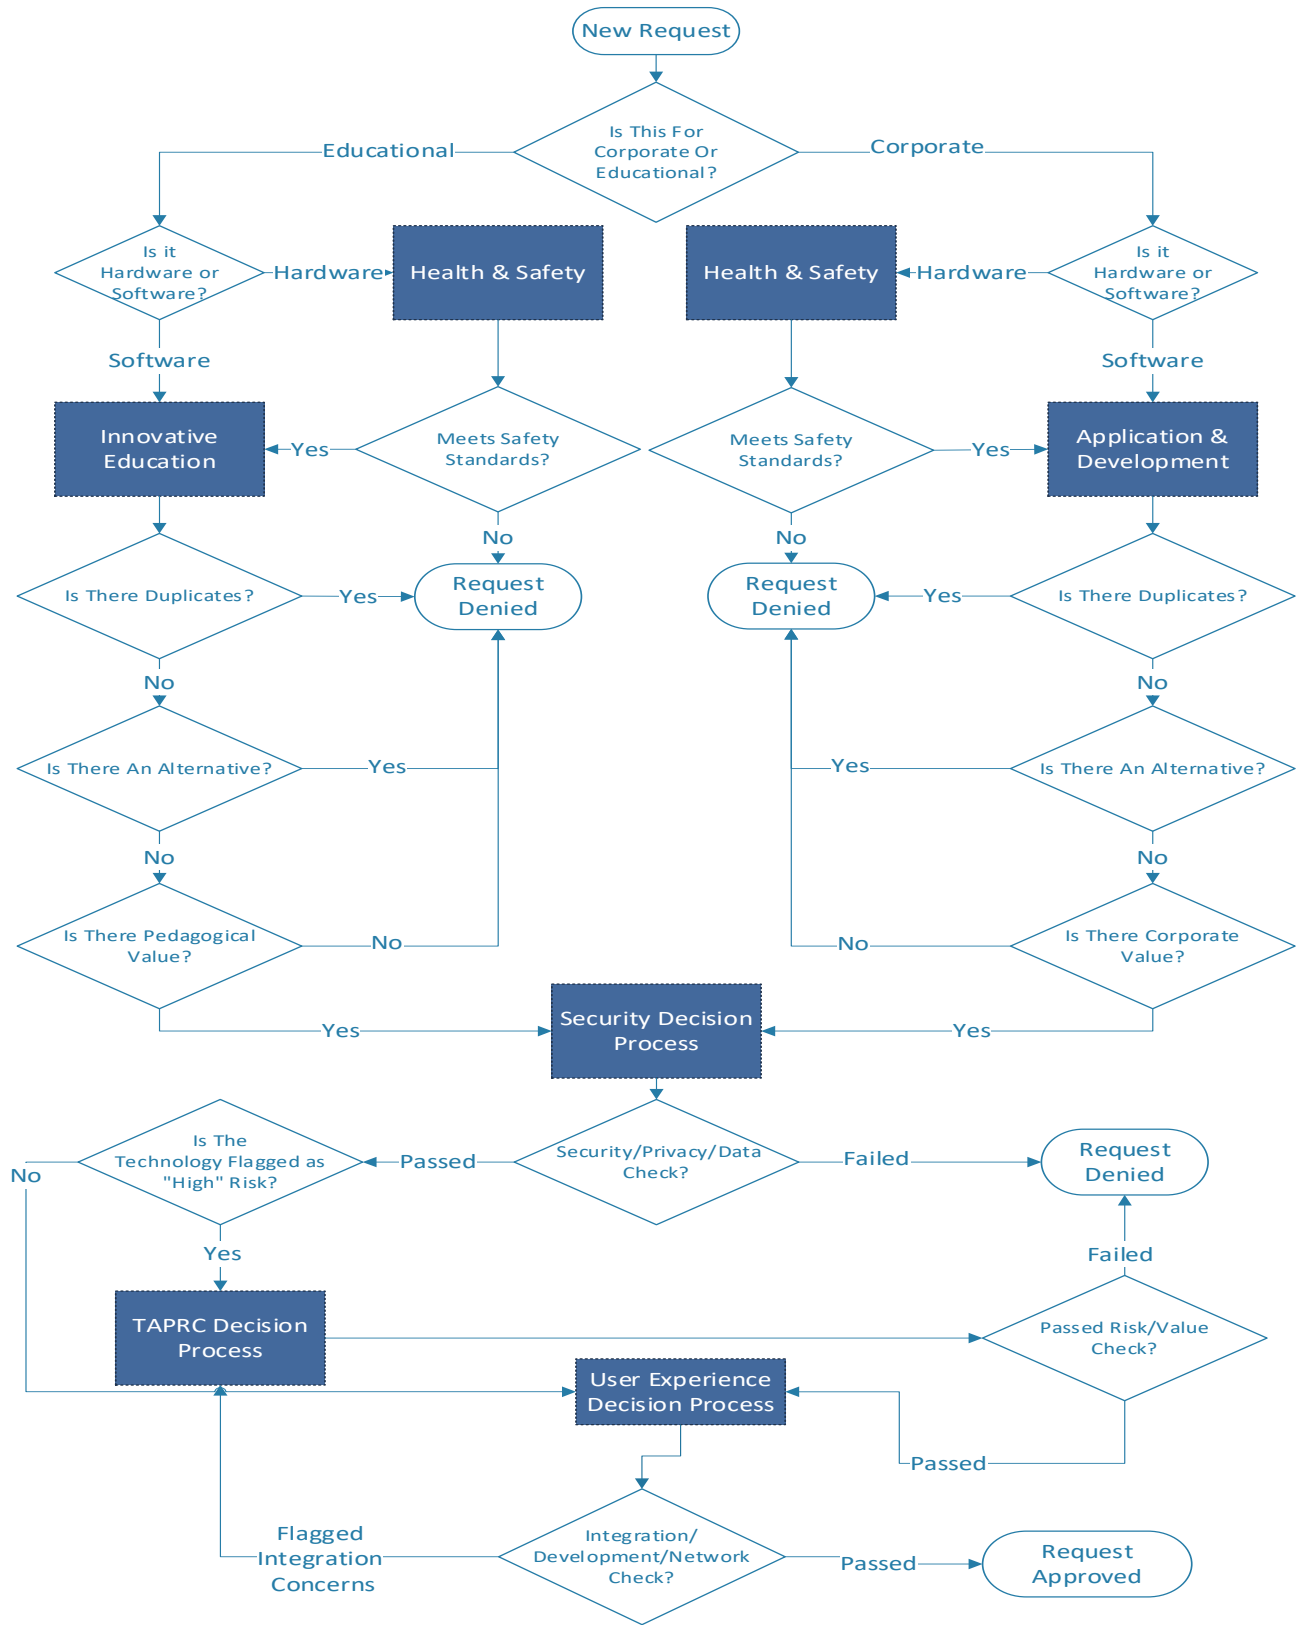 New Request
Is This For
Corporate Or
Educational?
Educational
Corporate
Is it
Hardware or
Software?
Hardware
Health & Safety
Health & Safety
Hardware
Is it
Hardware or
Software?
Software
Software
Innovative
Education
Yes
Meets Safety
Standards?
Meets Safety
Standards?
Yes
Application &
Development
No
No
Is There Duplicates?
Yes
Request
Denied
Request
Denied
Yes
Is There Duplicates?
No
No
Is There An Alternative?
Yes
Yes
Is There An Alternative?
No
No
Is There Pedagogical
Value?
No
No
Is There Corporate
Value?
Yes
Security Decision
Process
Yes
Is The
Technology Flagged as
"High" Risk?
No
Passed
Security/Privacy/Data
Check?
Failed
Request
Denied
Yes
Failed
TAPRC Decision
Process
Passed Risk/Value
Check?
User Experience
Decision Process
Passed
Flagged
Integration
Concerns
Integration/
Development/Network
Check?
Passed
Request
Approved